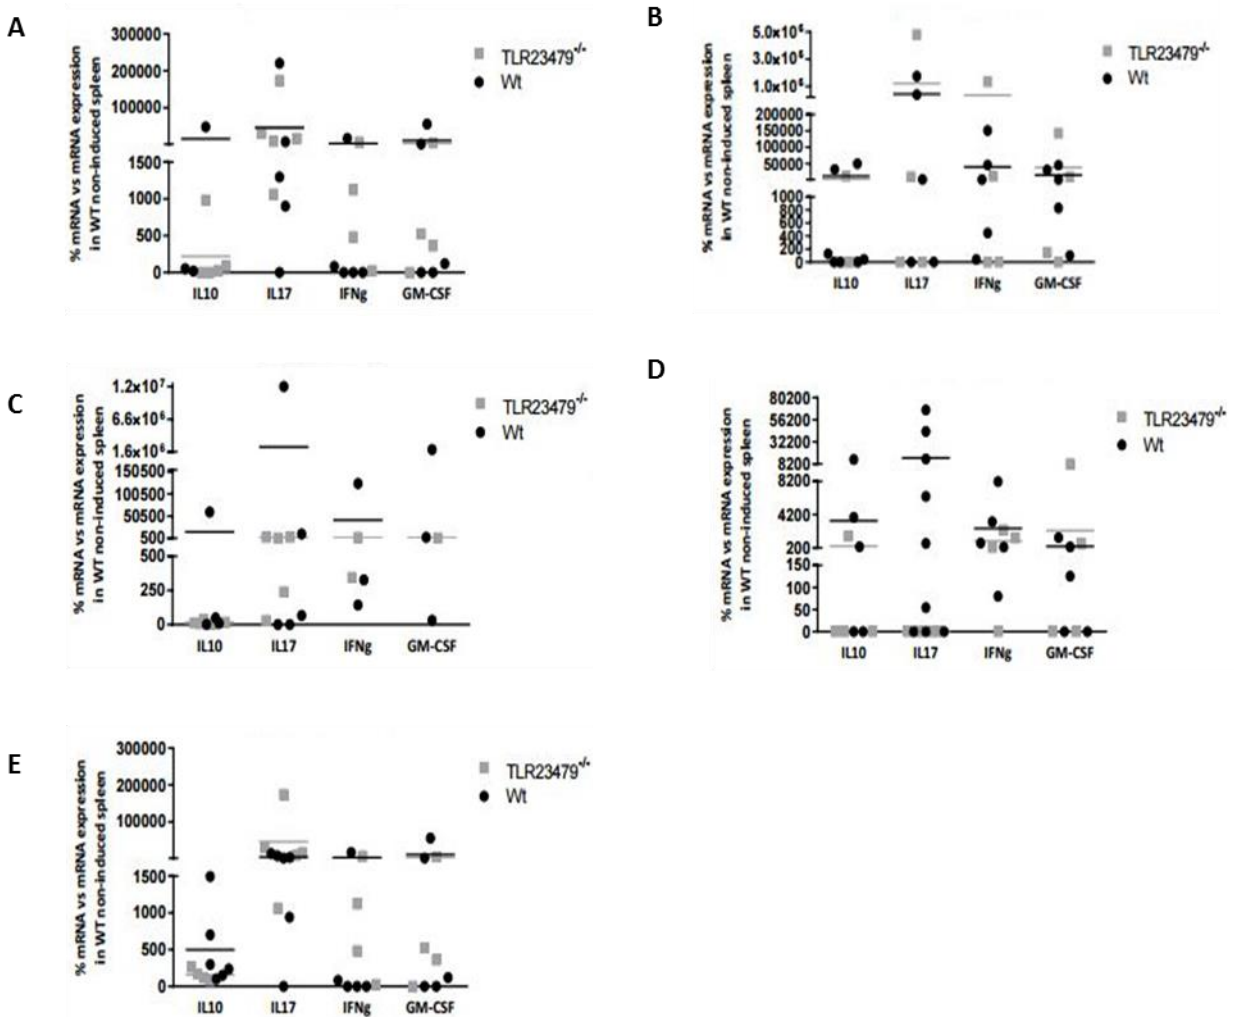 A
% mRNA vs mRNA expression
in WT non-induced spleen
300000
200000
100000
1500
1000
500
0
IL10 IL17 IFNg GM-CSF
TLR23479-/-
Wt
B
% mRNA vs mRNA expression
in WT non-induced spleen
5.0x10⁶
3.0x10⁶
1.0x10⁶
200000
150000
100000
50000
1000
800
600
400
200
0
IL10 IL17 IFNg GM-CSF
TLR23479-/-
Wt
C
% mRNA vs mRNA expression
in WT non-induced spleen
1.2x10⁷
6.6x10⁶
1.6x10⁶
150500
100500
50500
500
500
250
0
IL10 IL17 IFNg GM-CSF
TLR23479-/-
Wt
D
% mRNA vs mRNA expression
in WT non-induced spleen
80200
56200
32200
8200
8200
4200
200
150
100
50
0
IL10 IL17 IFNg GM-CSF
TLR23479-/-
Wt
E
% mRNA vs mRNA expression
in WT non-induced spleen
300000
200000
100000
1500
1000
500
0
IL10 IL17 IFNg GM-CSF
TLR23479-/-
Wt